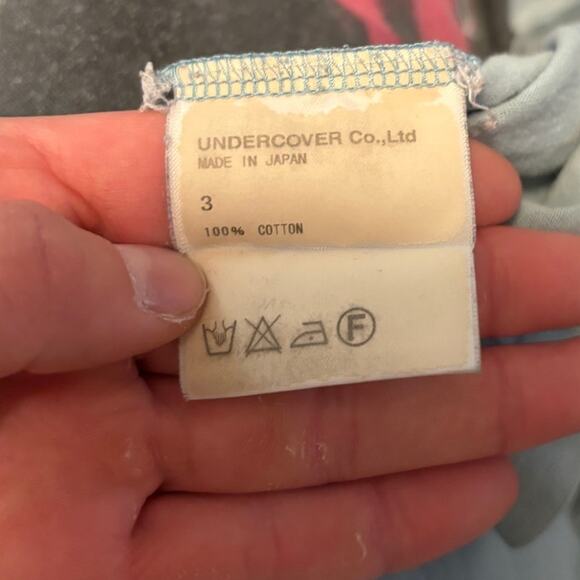 UNDERCOVER Co.,Ltd
MADE IN JAPAN
3
100% COTTON
F